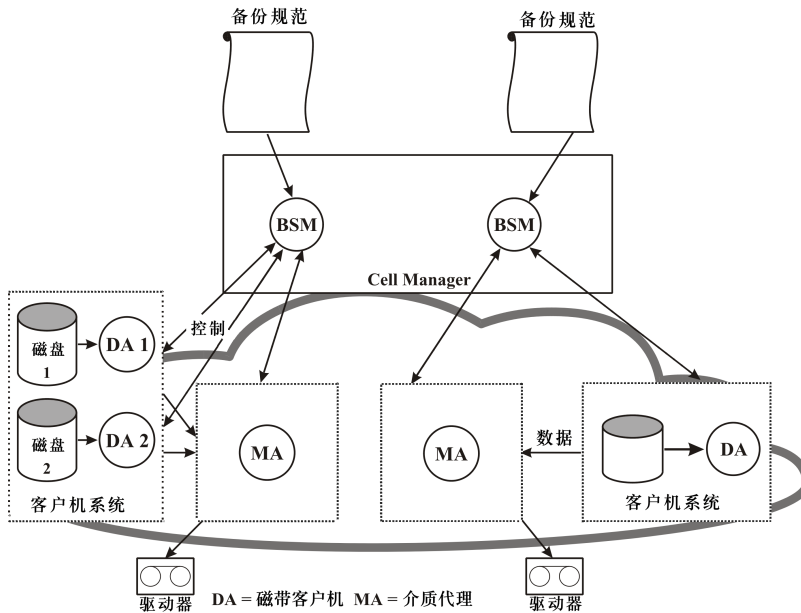 备份规范
备份规范
BSM
BSM
Cell Manager
控制
磁盘
1
DA 1
磁盘
2
DA 2
客户机系统
MA
MA
数据
DA
客户机系统
驱动器
DA = 磁带客户机 MA = 介质代理
驱动器